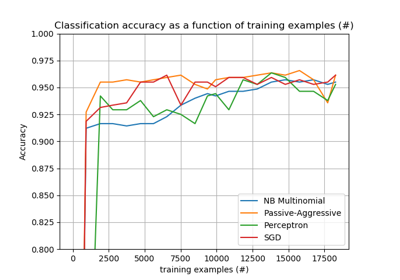 Classification accuracy as a function of training examples (#)
1.000
0.975
0.950
0.925
0.900
0.875
0.850
0.825
0.800
Accuracy
NB Multinomial
Passive-Aggressive
Perceptron
SGD
0 2500 5000 7500 10000 12500 15000 17500
training examples (#)